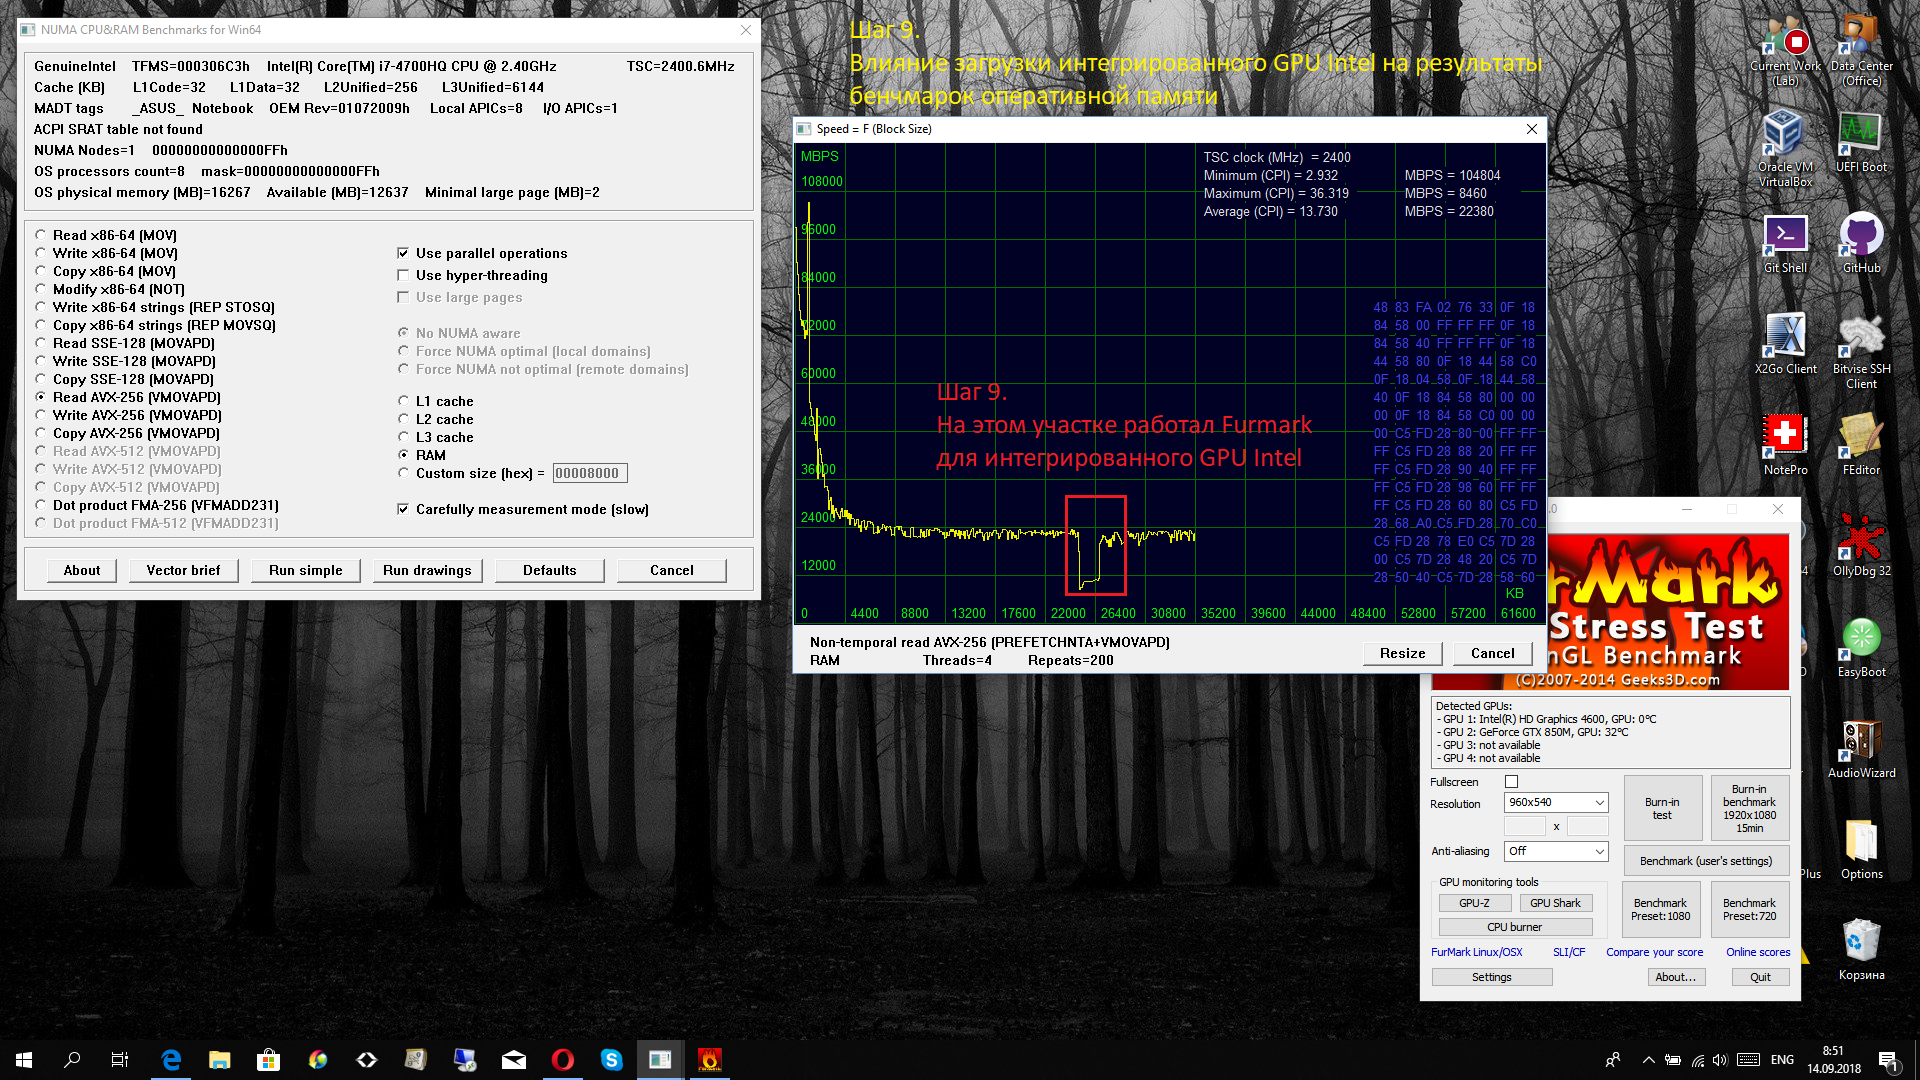 NUMA CPU&RAM Benchmarks for Win64
GenuineIntel TFMS=000306C3h Intel(R) Core(TM) i7-4700HQ CPU @ 2.40GHz TSC=2400.6MHz
Cache (KB) L1Code=32 L1Data=32 L2Unified=256 L3Unified=6144
MADT tags _ASUS_ Notebook OEM Rev=01072009h Local APICs=8 I/O APICs=1
ACPI SRAT table not found
NUMA Nodes=1 00000000000000FFh
OS processors count=8 mask=00000000000000FFh
OS physical memory (MB)=16267 Available (MB)=12637 Minimal large page (MB)=2
Read x86-64 (MOV)
Write x86-64 (MOV)
Copy x86-64 (MOV)
Modify x86-64 (NOT)
Write x86-64 strings (REP STOSQ)
Copy x86-64 strings (REP MOVSQ)
Read SSE-128 (MOVAPD)
Write SSE-128 (MOVAPD)
Copy SSE-128 (MOVAPD)
Read AVX-256 (VMOVAPD)
Write AVX-256 (VMOVAPD)
Copy AVX-256 (VMOVAPD)
Read AVX-512 (VMOVAPD)
Write AVX-512 (VMOVAPD)
Copy AVX-512 (VMOVAPD)
Dot product FMA-256 (VFMADD231)
Dot product FMA-512 (VFMADD231)
Use parallel operations
Use hyper-threading
Use large pages
No NUMA aware
Force NUMA optimal (local domains)
Force NUMA not optimal (remote domains)
L1 cache
L2 cache
L3 cache
RAM
Custom size (hex) = 00008000
Carefully measurement mode (slow)
About Vector brief Run simple Run drawings Defaults Cancel
Шаг 9.
Влияние загрузки интегрированного GPU Intel на результаты
бенчмарок оперативной памяти
Speed = F (Block Size)
MBPS
108000
96000
84000
72000
60000
48000
36000
24000
12000
TSC clock (MHz) = 2400
Minimum (CPI) = 2.932 MBPS = 104804
Maximum (CPI) = 36.319 MBPS = 8460
Average (CPI) = 13.730 MBPS = 22380
48 83 FA 02 76 33 0F 18
84 58 00 FF FF FF 0F 18
84 58 40 FF FF FF 0F 18
44 58 80 0F 18 44 58 C0
0F 18 04 58 0F 18 44 58
40 0F 18 84 58 80 00 00
00 0F 18 84 58 C0 00 00
00 C5 FD 28 80 00 FF FF
FF C5 FD 28 88 20 FF FF
FF C5 FD 28 90 40 FF FF
FF C5 FD 28 98 60 FF FF
FF C5 FD 28 60 80 C5 FD
28 68 A0 C5 FD 28 70 C0
C5 FD 28 78 E0 C5 7D 28
00 C5 7D 28 48 20 C5 7D
28 50 40 C5 7D 28 58 60
KB
Шаг 9.
На этом участке работал Furmark
для интегрированного GPU Intel
0 4400 8800 13200 17600 22000 26400 30800 35200 39600 44000 48400 52800 57200 61600
Non-temporal read AVX-256 (PREFETCHNTA+VMOVAPD)
RAM Threads=4 Repeats=200
Resize Cancel
.0
rMark
Stress Test
nGL Benchmark
(C)2007-2014 Geeks3D.com
Detected GPUs:
- GPU 1: Intel(R) HD Graphics 4600, GPU: 0°C
- GPU 2: GeForce GTX 850M, GPU: 32°C
- GPU 3: not available
- GPU 4: not available
Fullscreen
Resolution 960x540
x
Anti-aliasing Off
Burn-in
test
Burn-in
benchmark
1920x1080
15min
Benchmark (user's settings)
GPU monitoring tools
GPU-Z GPU Shark
CPU burner
Benchmark
Preset:1080
Benchmark
Preset:720
FurMark Linux/OSX SLI/CF Compare your score Online scores
Settings About... Quit
Current Work
(Lab)
Data Center
(Office)
Oracle VM
VirtualBox
UEFI Boot
Git Shell
GitHub
X2Go Client
Bitvise SSH
Client
NotePro
FEditor
OllyDbg 32
EasyBoot
AudioWizard
Plus
Options
Корзина
ENG
8:51
14.09.2018
1